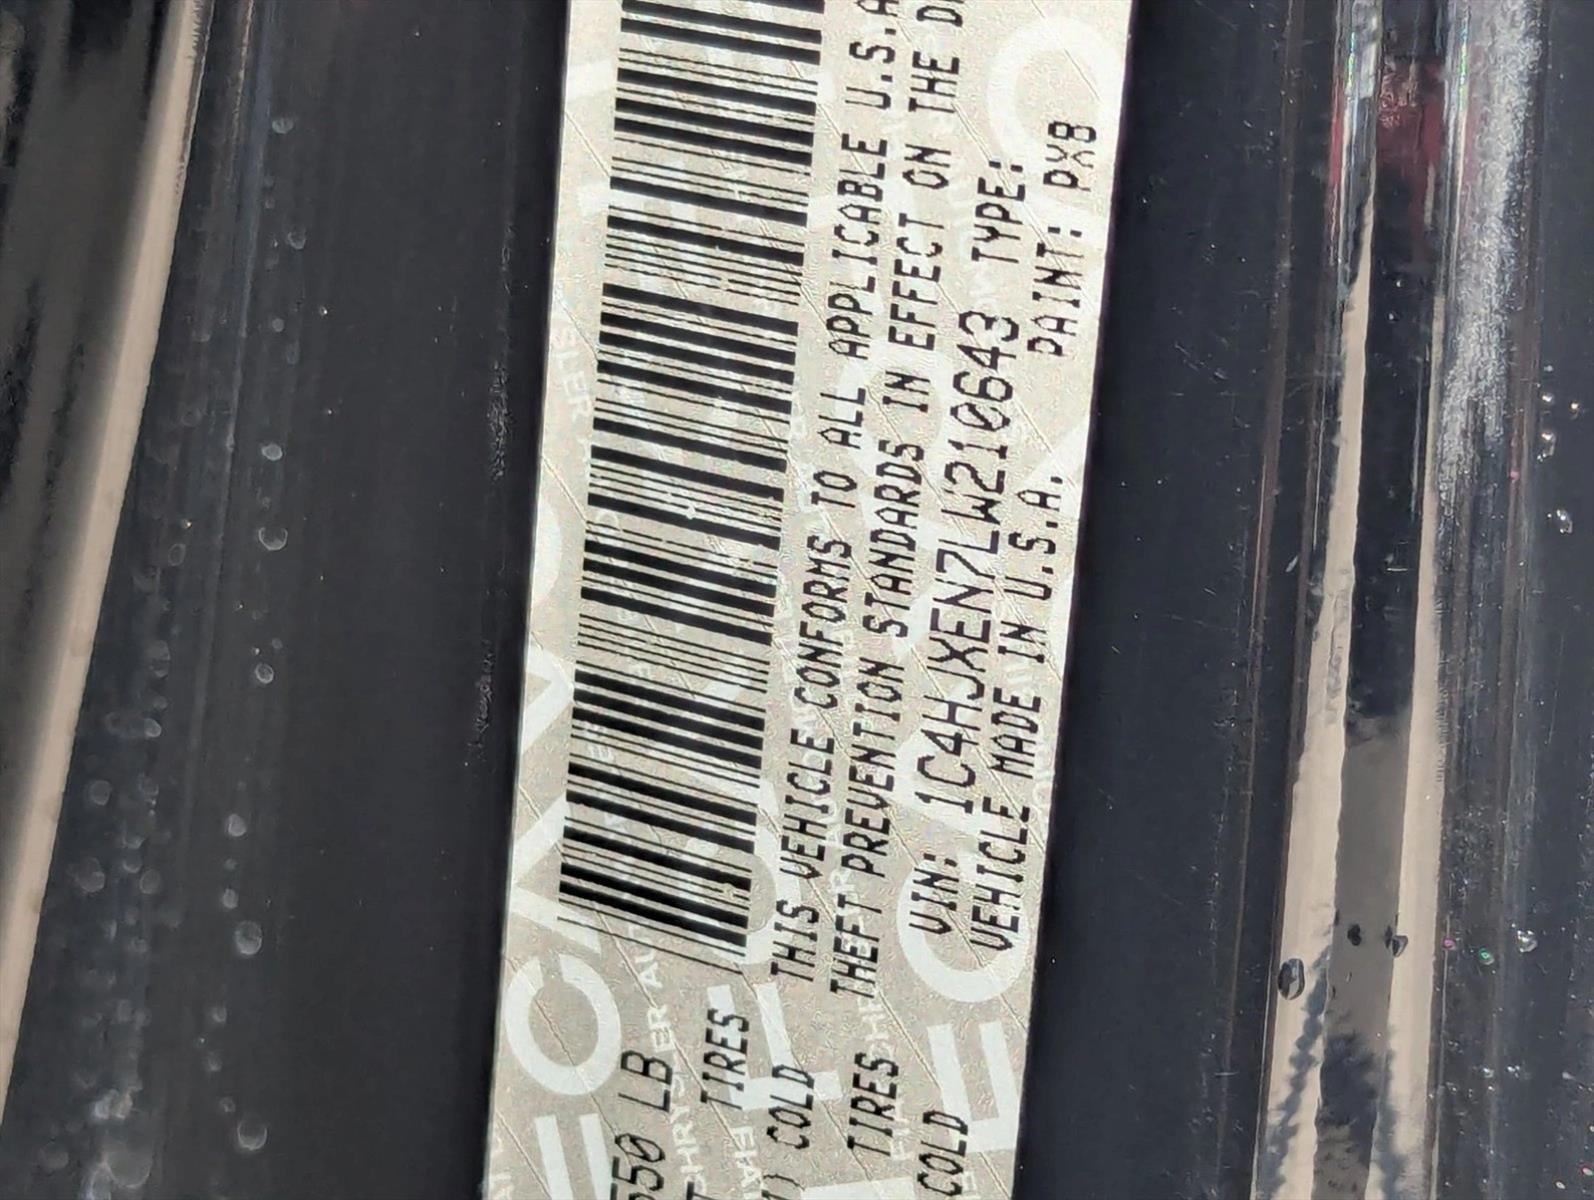 550 LB
TIRES
COLD
TIRES
COLD
THIS VEHICLE CONFORMS TO ALL APPLICABLE U.S.A
THEFT PREVENTION STANDARDS IN EFFECT ON THE
VIN: 1C4HJXEN7LW210643 TYPE:
VEHICLE MADE IN U.S.A. PAINT: PX8